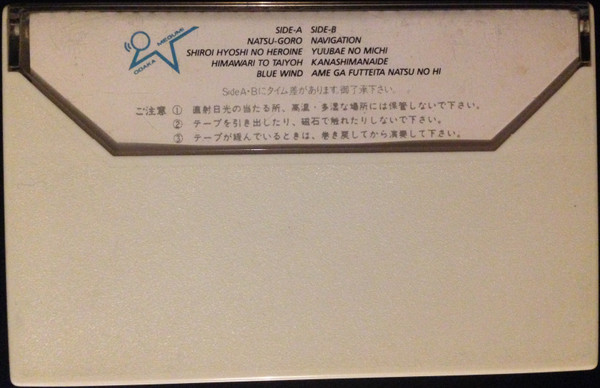 ODAKA MEGUMI
SIDE-A SIDE-B
NATSU-GORO NAVIGATION
SHIROI HYOSHI NO HEROINE YUUBAE NO MICHI
HIMAWARI TO TAIYOH KANASHIMANAIDE
BLUE WIND AME GA FUTTEITA NATSU NO HI
Side A・Bにタイム差があります。御了承下さい。
ご注意 ① 直射日光の当たる所、高温・多湿な場所には保管しないで下さい。
② テープを引き出したり、磁石で触れたりしないで下さい。
③ テープが緩んでいるときは、巻き戻してから演奏して下さい。